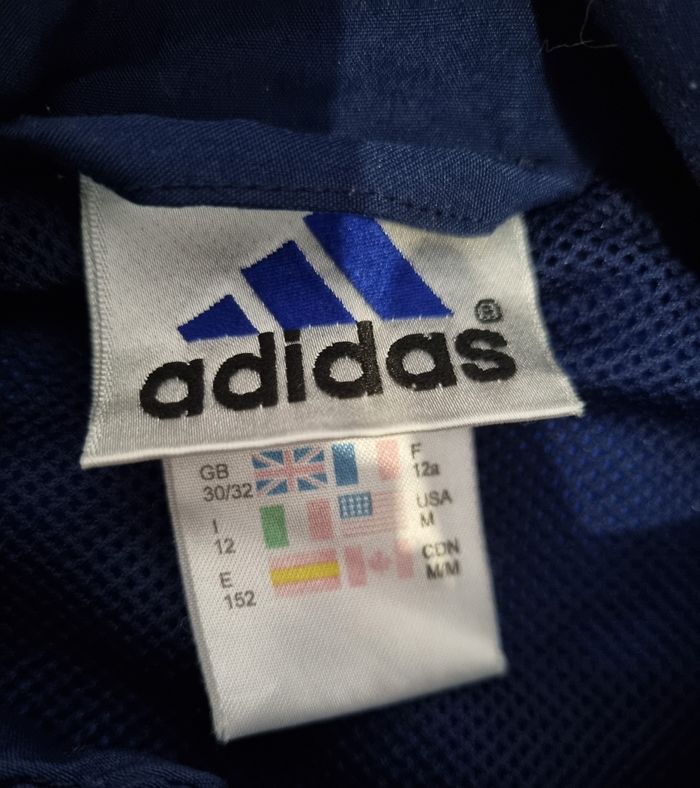 adidas®
GB
30/32
F
12a
I
12
USA
M
E
152
CDN
M/M